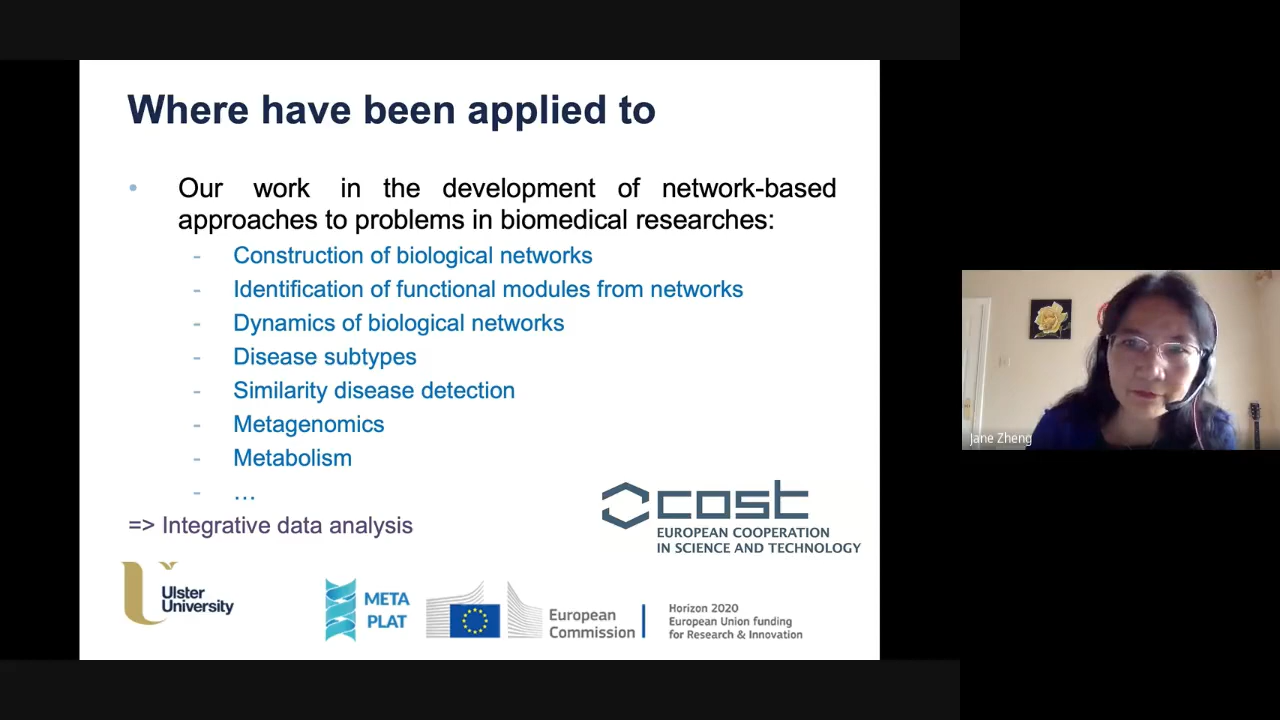 Where have been applied to
• Our work in the development of network-based
approaches to problems in biomedical researches:
- Construction of biological networks
- Identification of functional modules from networks
- Dynamics of biological networks
- Disease subtypes
- Similarity disease detection
- Metagenomics
- Metabolism
- …
=> Integrative data analysis
cost
EUROPEAN COOPERATION
IN SCIENCE AND TECHNOLOGY
Ulster
University
META
PLAT
European
Commission
Horizon 2020
European Union funding
for Research & Innovation
Jane Zheng